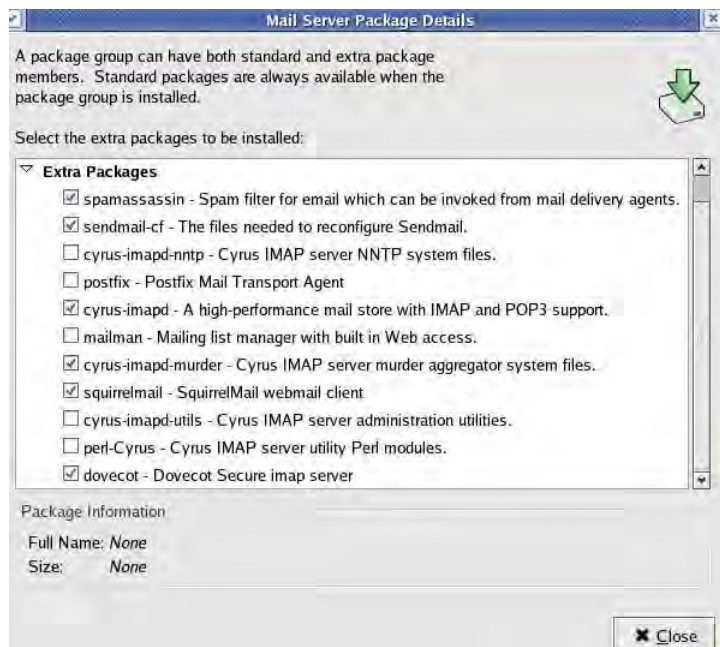 Mail Server Package Details
A package group can have both standard and extra package
members. Standard packages are always available when the
package group is installed.
Select the extra packages to be installed:
Extra Packages
spamassassin - Spam filter for email which can be invoked from mail delivery agents.
sendmail-cf - The files needed to reconfigure Sendmail.
cyrus-imapd-nntp - Cyrus IMAP server NNTP system files.
postfix - Postfix Mail Transport Agent
cyrus-imapd - A high-performance mail store with IMAP and POP3 support.
mailman - Mailing list manager with built in Web access.
cyrus-imapd-murder - Cyrus IMAP server murder aggregator system files.
squirrelmail - SquirrelMail webmail client
cyrus-imapd-utils - Cyrus IMAP server administration utilities.
perl-Cyrus - Cyrus IMAP server utility Perl modules.
dovecot - Dovecot Secure imap server
Package Information
Full Name: None
Size: None
Close